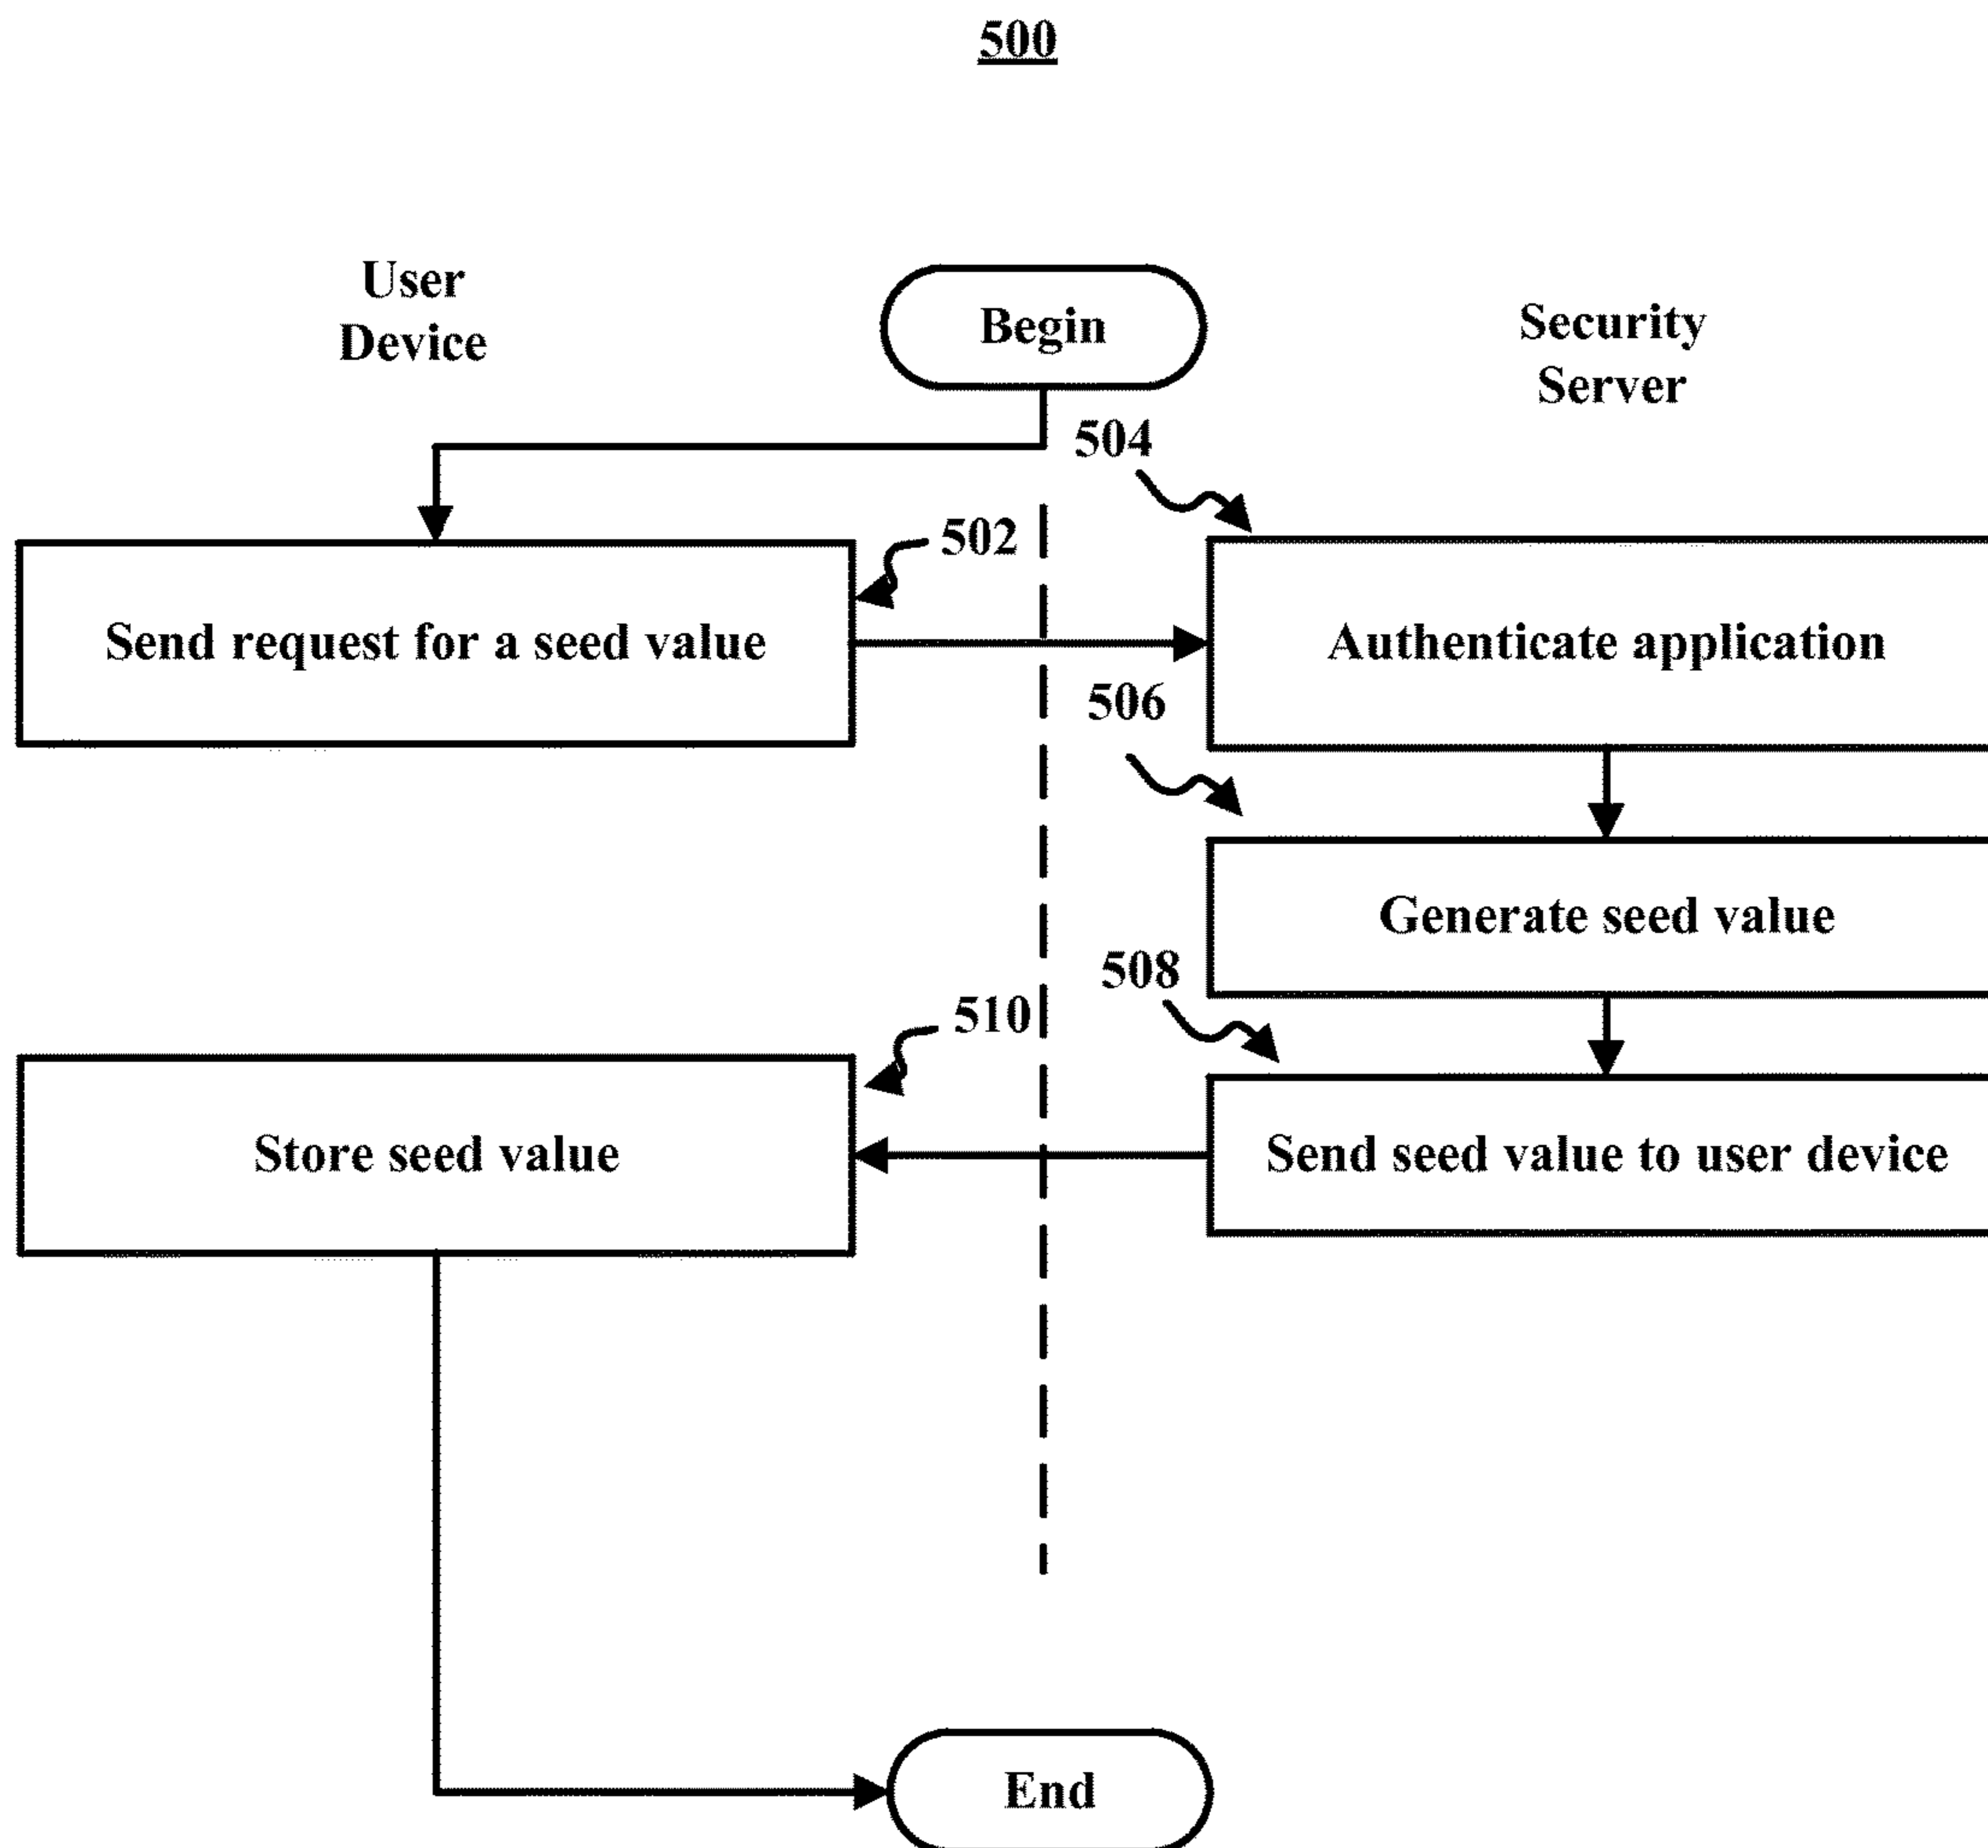 500
User
Device
Begin
Security
Server
504
502
Send request for a seed value
Authenticate application
506
Generate seed value
508
510
Store seed value
Send seed value to user device
End